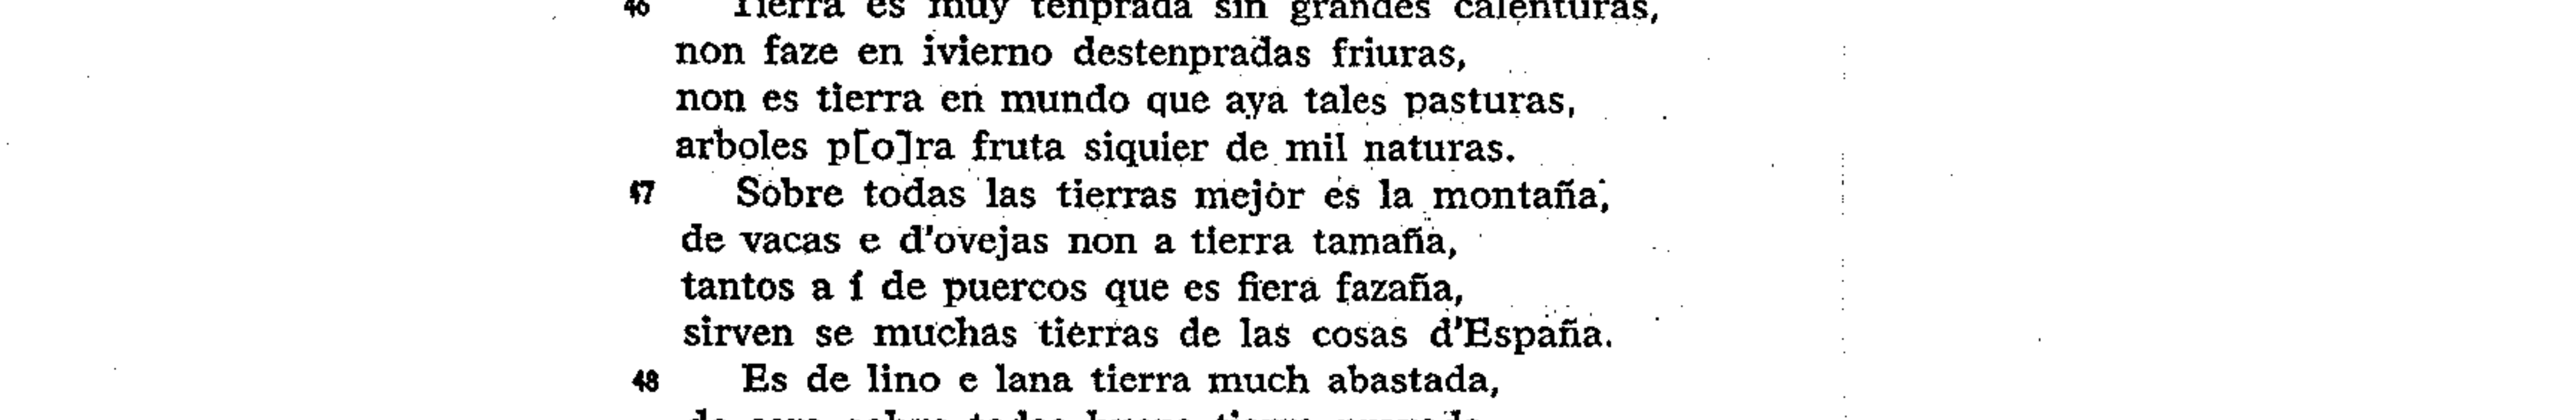 146 Tierra es muy tenprada sin grandes calenturas,
non faze en ivierno destenpradas friuras,
non es tierra en mundo que aya tales pasturas,
arboles p[o]ra fruta siquier de mil naturas.
147 Sobre todas las tierras mejor es la montaña,
de vacas e d'ovejas non a tierra tamaña,
tantos a í de puercos que es fiera fazaña,
sirven se muchas tierras de las cosas d'España.
148 Es de lino e lana tierra much abastada,